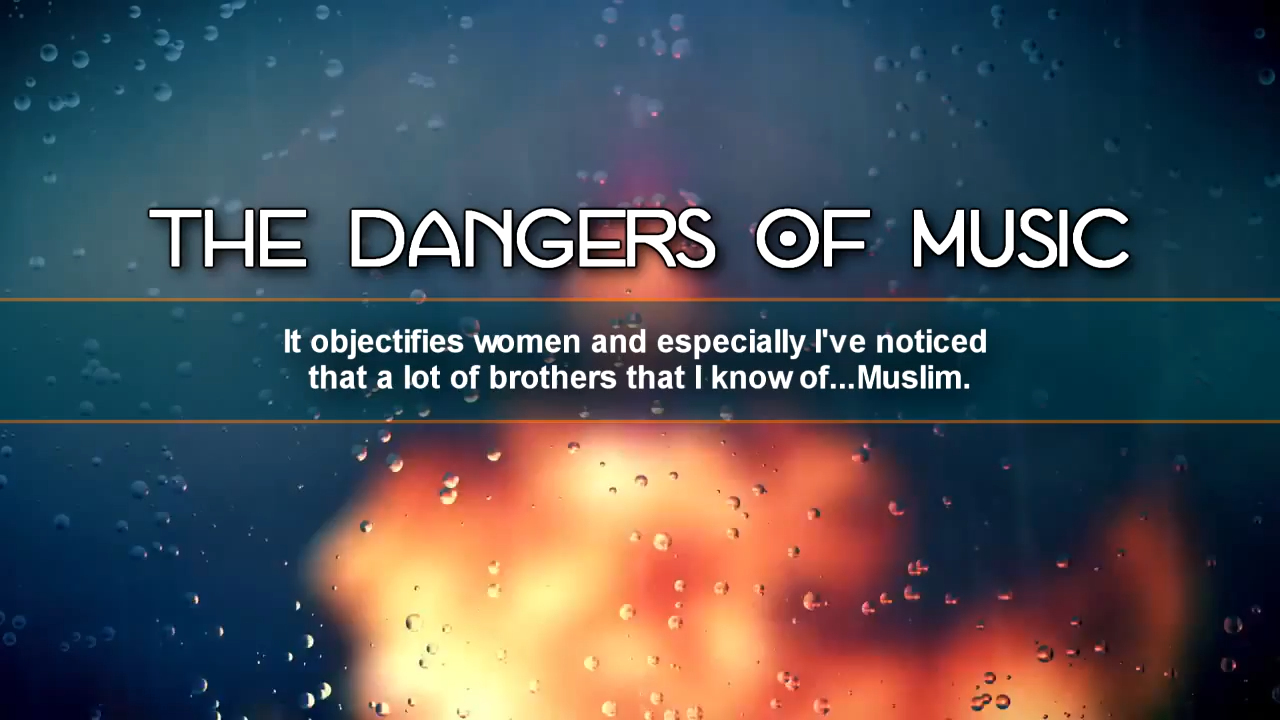 THE DANGERS OF MUSIC
It objectifies women and especially I've noticed
that a lot of brothers that I know of...Muslim.